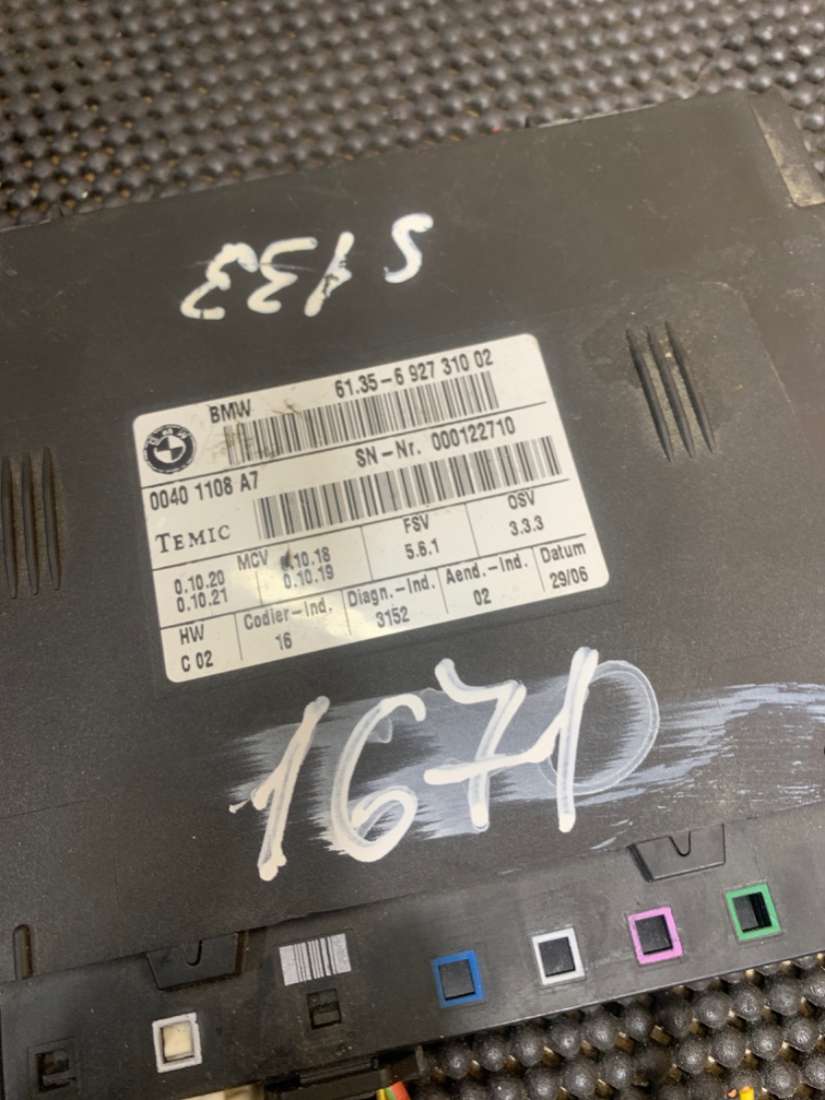 S133
BMW 61.35-6 927 310 02
0040 1108 A7 SN-Nr. 000122710
TEMIC
MCV FSV OSV
0.10.20 0.10.18 5.6.1 3.3.3
0.10.21 0.10.19
HW Codier-Ind. Diagn.-Ind. Aend.-Ind. Datum
C 02 16 3152 02 29/06
1671